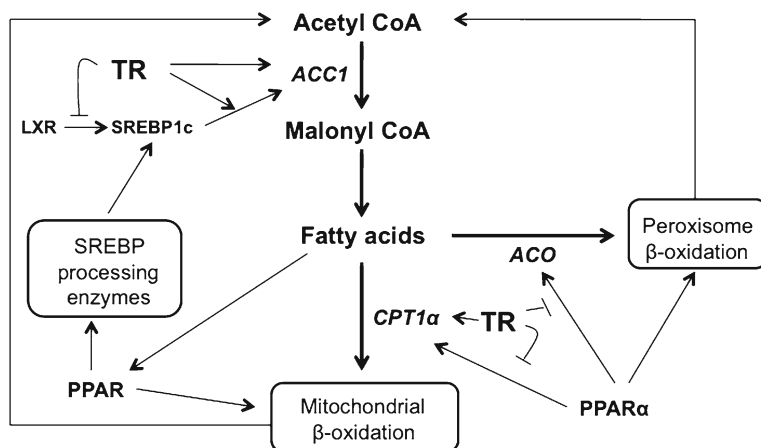 Acetyl CoA
TR
ACC1
LXR
SREBP1c
Malonyl CoA
SREBP
processing
enzymes
Fatty acids
ACO
Peroxisome
β-oxidation
CPT1α
TR
PPAR
PPARα
Mitochondrial
β-oxidation